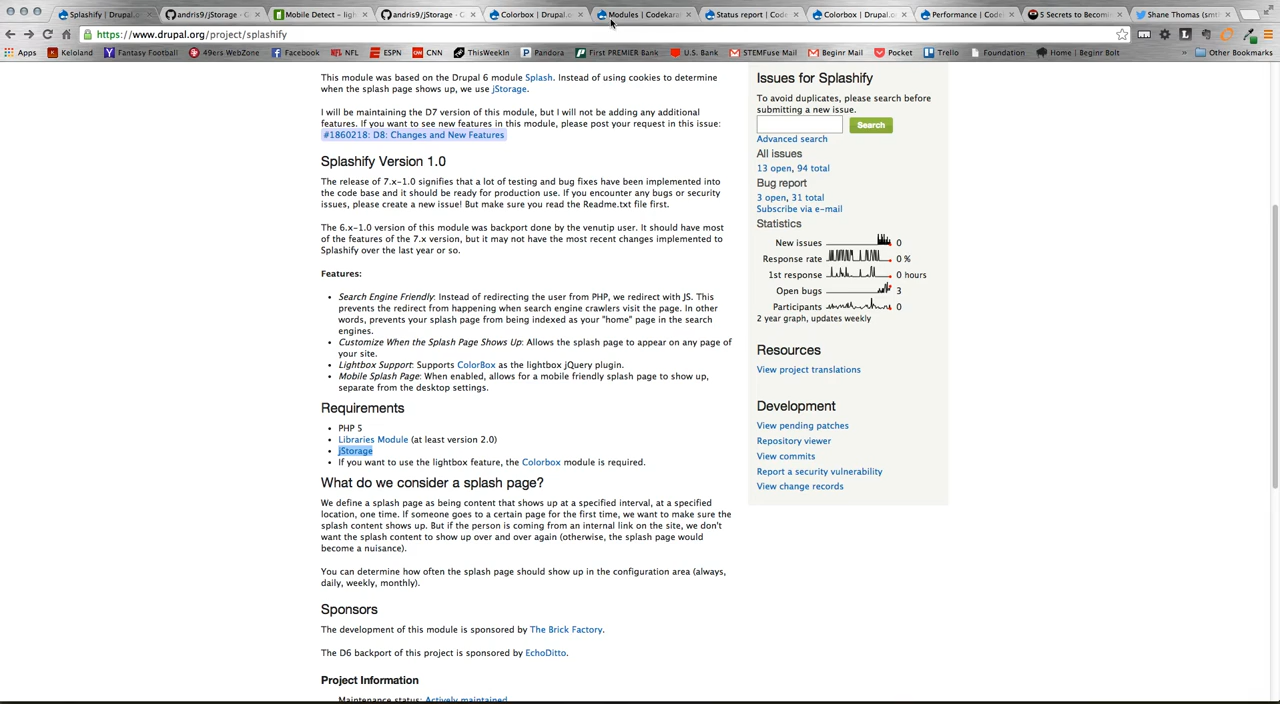 Splashify | Drupal.o
andris9/jStorage · G
Mobile Detect - ligh
andris9/jStorage · G
Colorbox | Drupal.o
Modules | Codekarat
Status report | Code
Colorbox | Drupal.o
Performance | Codek
5 Secrets to Becomi
Shane Thomas (smth
https://www.drupal.org/project/splashify
Apps
Keloland
Fantasy Football
49ers WebZone
Facebook
NFL
ESPN
CNN
ThisWeekIn
Pandora
First PREMIER Bank
U.S. Bank
STEMFuse Mail
Beginr Mail
Pocket
Trello
Foundation
Home | Beginr Bolt
»
Other Bookmarks
This module was based on the Drupal 6 module Splash. Instead of using cookies to determine
when the splash page shows up, we use jStorage.
I will be maintaining the D7 version of this module, but I will not be adding any additional
features. If you want to see new features in this module, please post your request in this issue:
#1860218: D8: Changes and New Features
Splashify Version 1.0
The release of 7.x-1.0 signifies that a lot of testing and bug fixes have been implemented into
the code base and it should be ready for production use. If you encounter any bugs or security
issues, please create a new issue! But make sure you read the Readme.txt file first.
The 6.x-1.0 version of this module was backport done by the venutip user. It should have most
of the features of the 7.x version, but it may not have the most recent changes implemented to
Splashify over the last year or so.
Features:
• Search Engine Friendly: Instead of redirecting the user from PHP, we redirect with JS. This
prevents the redirect from happening when search engine crawlers visit the page. In other
words, prevents your splash page from being indexed as your "home" page in the search
engines.
• Customize When the Splash Page Shows Up: Allows the splash page to appear on any page of
your site.
• Lightbox Support: Supports ColorBox as the lightbox jQuery plugin.
• Mobile Splash Page: When enabled, allows for a mobile friendly splash page to show up,
separate from the desktop settings.
Requirements
• PHP 5
• Libraries Module (at least version 2.0)
• jStorage
• If you want to use the lightbox feature, the Colorbox module is required.
What do we consider a splash page?
We define a splash page as being content that shows up at a specified interval, at a specified
location, one time. If someone goes to a certain page for the first time, we want to make sure the
splash content shows up. But if the person is coming from an internal link on the site, we don't
want the splash content to show up over and over again (otherwise, the splash page would
become a nuisance).
You can determine how often the splash page should show up in the configuration area (always,
daily, weekly, monthly).
Sponsors
The development of this module is sponsored by The Brick Factory.
The D6 backport of this project is sponsored by EchoDitto.
Project Information
Maintenance status: Actively maintained
Issues for Splashify
To avoid duplicates, please search before
submitting a new issue.
Search
Advanced search
All issues
13 open, 94 total
Bug report
3 open, 31 total
Subscribe via e-mail
Statistics
New issues 0
Response rate 0 %
1st response 0 hours
Open bugs 3
Participants 0
2 year graph, updates weekly
Resources
View project translations
Development
View pending patches
Repository viewer
View commits
Report a security vulnerability
View change records